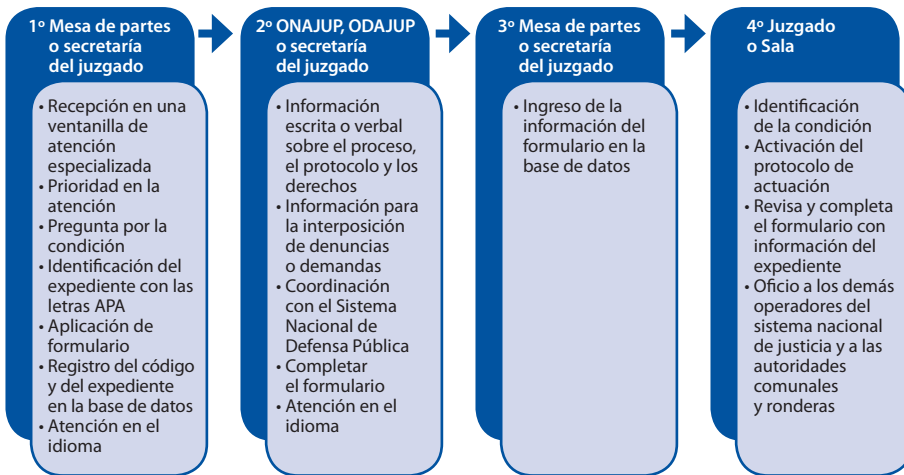 1º Mesa de partes
o secretaría
del juzgado
• Recepción en una
ventanilla de
atención
especializada
• Prioridad en la
atención
• Pregunta por la
condición
• Identificación del
expediente con las
letras APA
• Aplicación de
formulario
• Registro del código
y del expediente
en la base de datos
• Atención en el
idioma
2º ONAJUP, ODAJUP
o secretaría
del juzgado
• Información
escrita o verbal
sobre el proceso,
el protocolo y los
derechos
• Información para
la interposición
de denuncias
o demandas
• Coordinación
con el Sistema
Nacional de
Defensa Pública
• Completar
el formulario
• Atención en el
idioma
3º Mesa de partes
o secretaría
del juzgado
• Ingreso de la
información del
formulario en la
base de datos
4º Juzgado
o Sala
• Identificación
de la condición
• Activación del
protocolo de
actuación
• Revisa y completa
el formulario con
información del
expediente
• Oficio a los demás
operadores del
sistema nacional
de justicia y a las
autoridades
comunales
y ronderas